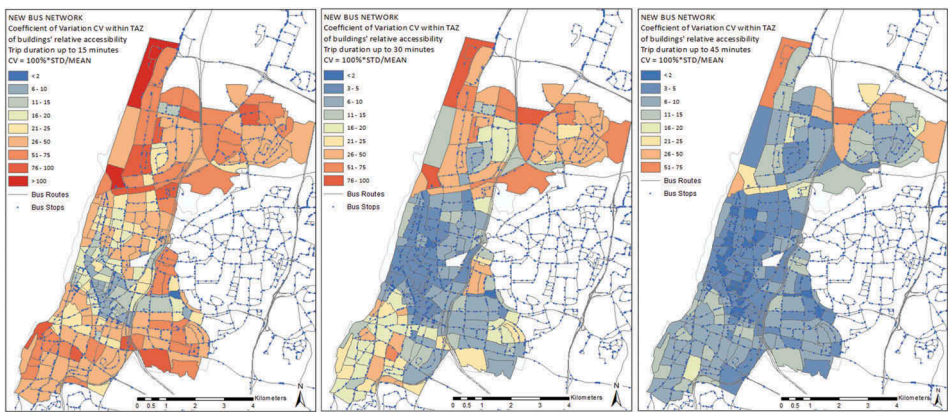 NEW BUS NETWORK
Coefficient of Variation CV within TAZ
of buildings' relative accessibility
Trip duration up to 15 minutes
CV = 100%*STD/MEAN
< 2
6 - 10
11 - 15
16 - 20
21 - 25
26 - 50
51 - 75
76 - 100
> 100
Bus Routes
Bus Stops
N
0 0.5 1 2 3 4
Kilometers
NEW BUS NETWORK
Coefficient of Variation CV within TAZ
of buildings' relative accessibility
Trip duration up to 30 minutes
CV = 100%*STD/MEAN
< 2
3 - 5
6 - 10
11 - 15
16 - 20
21 - 25
26 - 50
51 - 75
76 - 100
Bus Routes
Bus Stops
N
0 0.5 1 2 3 4
Kilometers
NEW BUS NETWORK
Coefficient of Variation CV within TAZ
of buildings' relative accessibility
Trip duration up to 45 minutes
CV = 100%*STD/MEAN
< 2
3 - 5
6 - 10
11 - 15
16 - 20
21 - 25
26 - 50
51 - 75
Bus Routes
Bus Stops
N
0 0.5 1 2 3 4
Kilometers